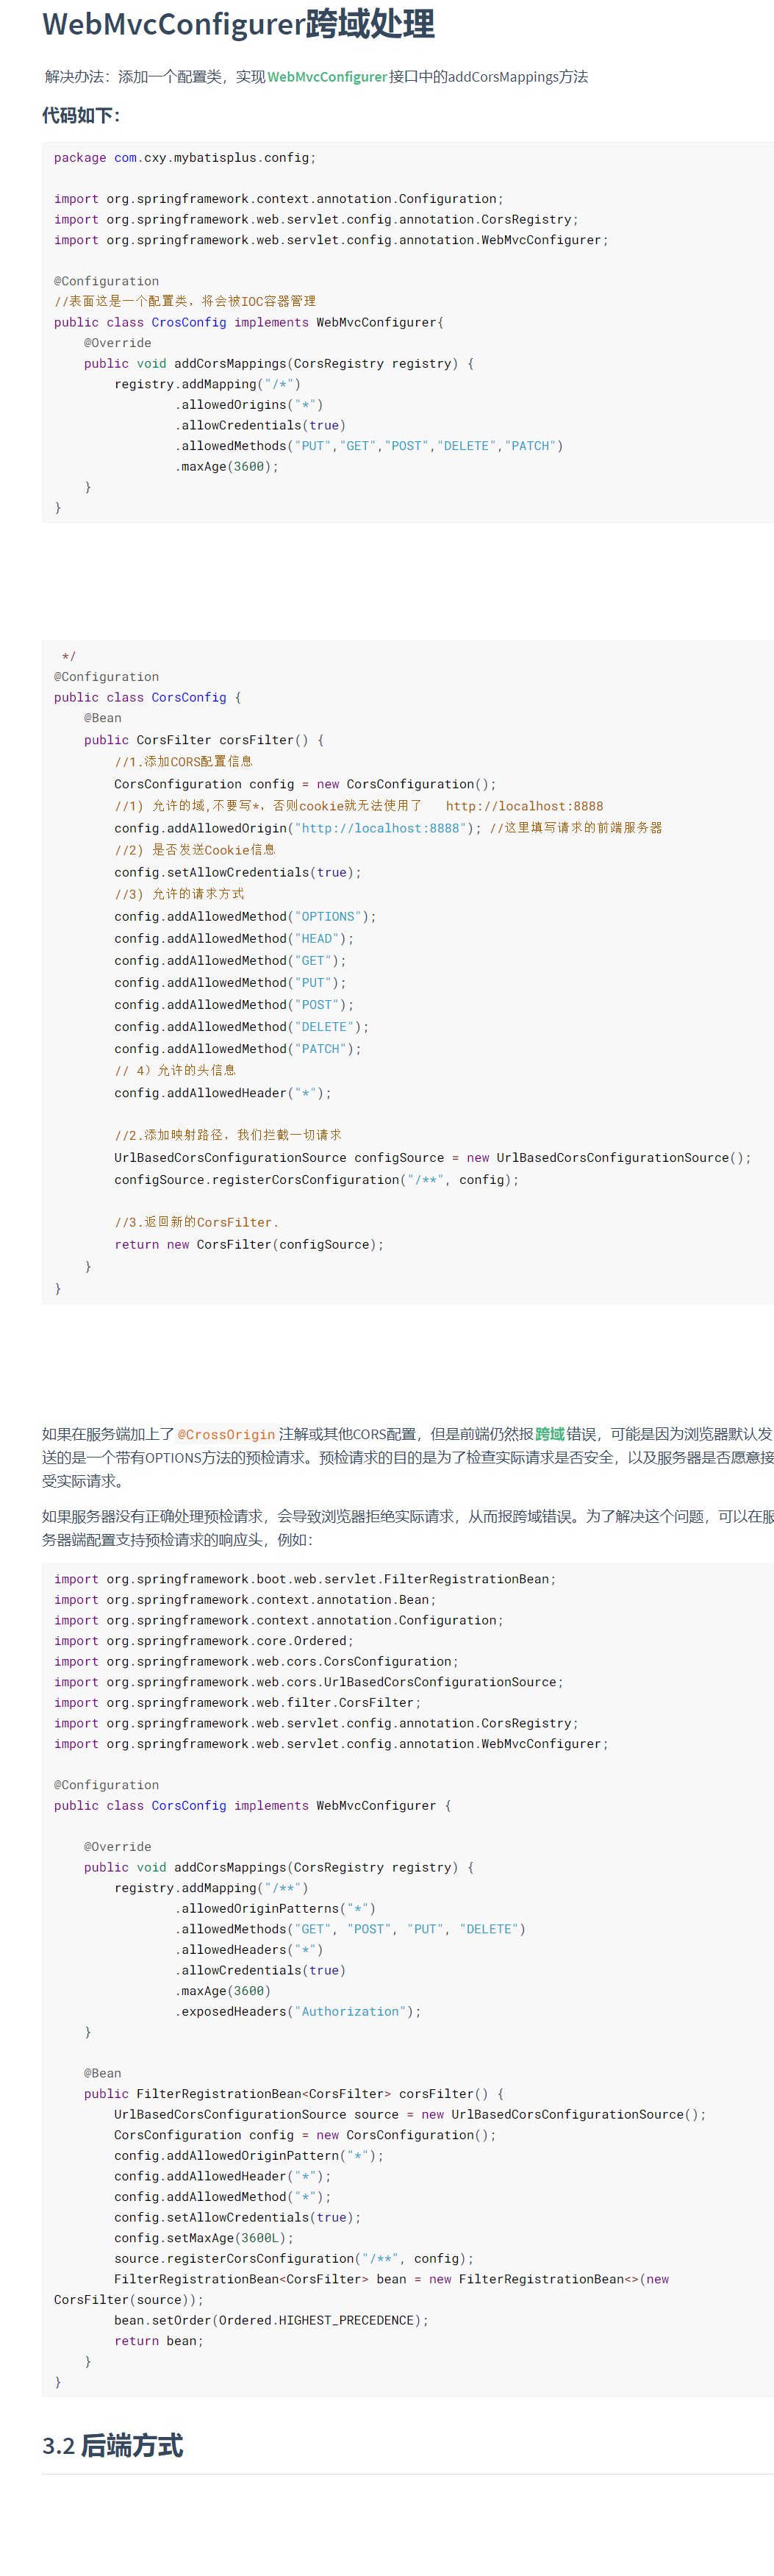 WebMvcConfigurer跨域处理
解决办法：添加一个配置类，实现WebMvcConfigurer接口中的addCorsMappings方法
代码如下：
package com.cxy.mybatisplus.config;
import org.springframework.context.annotation.Configuration;
import org.springframework.web.servlet.config.annotation.CorsRegistry;
import org.springframework.web.servlet.config.annotation.WebMvcConfigurer;
@Configuration
//表面这是一个配置类，将会被IOC容器管理
public class CrosConfig implements WebMvcConfigurer{
    @Override
    public void addCorsMappings(CorsRegistry registry) {
        registry.addMapping("/*")
                .allowedOrigins("*")
                .allowCredentials(true)
                .allowedMethods("PUT","GET","POST","DELETE","PATCH")
                .maxAge(3600);
    }
}
 */
@Configuration
public class CorsConfig {
    @Bean
    public CorsFilter corsFilter() {
        //1.添加CORS配置信息
        CorsConfiguration config = new CorsConfiguration();
        //1) 允许的域,不要写*，否则cookie就无法使用了   http://localhost:8888
        config.addAllowedOrigin("http://localhost:8888"); //这里填写请求的前端服务器
        //2) 是否发送Cookie信息
        config.setAllowCredentials(true);
        //3) 允许的请求方式
        config.addAllowedMethod("OPTIONS");
        config.addAllowedMethod("HEAD");
        config.addAllowedMethod("GET");
        config.addAllowedMethod("PUT");
        config.addAllowedMethod("POST");
        config.addAllowedMethod("DELETE");
        config.addAllowedMethod("PATCH");
        // 4）允许的头信息
        config.addAllowedHeader("*");
        //2.添加映射路径，我们拦截一切请求
        UrlBasedCorsConfigurationSource configSource = new UrlBasedCorsConfigurationSource();
        configSource.registerCorsConfiguration("/**", config);
        //3.返回新的CorsFilter.
        return new CorsFilter(configSource);
    }
}
如果在服务端加上了@CrossOrigin注解或其他CORS配置，但是前端仍然报跨域错误，可能是因为浏览器默认发
送的是一个带有OPTIONS方法的预检请求。预检请求的目的是为了检查实际请求是否安全，以及服务器是否愿意接
受实际请求。
如果服务器没有正确处理预检请求，会导致浏览器拒绝实际请求，从而报跨域错误。为了解决这个问题，可以在服
务器端配置支持预检请求的响应头，例如：
import org.springframework.boot.web.servlet.FilterRegistrationBean;
import org.springframework.context.annotation.Bean;
import org.springframework.context.annotation.Configuration;
import org.springframework.core.Ordered;
import org.springframework.web.cors.CorsConfiguration;
import org.springframework.web.cors.UrlBasedCorsConfigurationSource;
import org.springframework.web.filter.CorsFilter;
import org.springframework.web.servlet.config.annotation.CorsRegistry;
import org.springframework.web.servlet.config.annotation.WebMvcConfigurer;
@Configuration
public class CorsConfig implements WebMvcConfigurer {
    @Override
    public void addCorsMappings(CorsRegistry registry) {
        registry.addMapping("/**")
                .allowedOriginPatterns("*")
                .allowedMethods("GET", "POST", "PUT", "DELETE")
                .allowedHeaders("*")
                .allowCredentials(true)
                .maxAge(3600)
                .exposedHeaders("Authorization");
    }
    @Bean
    public FilterRegistrationBean<CorsFilter> corsFilter() {
        UrlBasedCorsConfigurationSource source = new UrlBasedCorsConfigurationSource();
        CorsConfiguration config = new CorsConfiguration();
        config.addAllowedOriginPattern("*");
        config.addAllowedHeader("*");
        config.addAllowedMethod("*");
        config.setAllowCredentials(true);
        config.setMaxAge(3600L);
        source.registerCorsConfiguration("/**", config);
        FilterRegistrationBean<CorsFilter> bean = new FilterRegistrationBean<>(new
CorsFilter(source));
        bean.setOrder(Ordered.HIGHEST_PRECEDENCE);
        return bean;
    }
}
3.2 后端方式